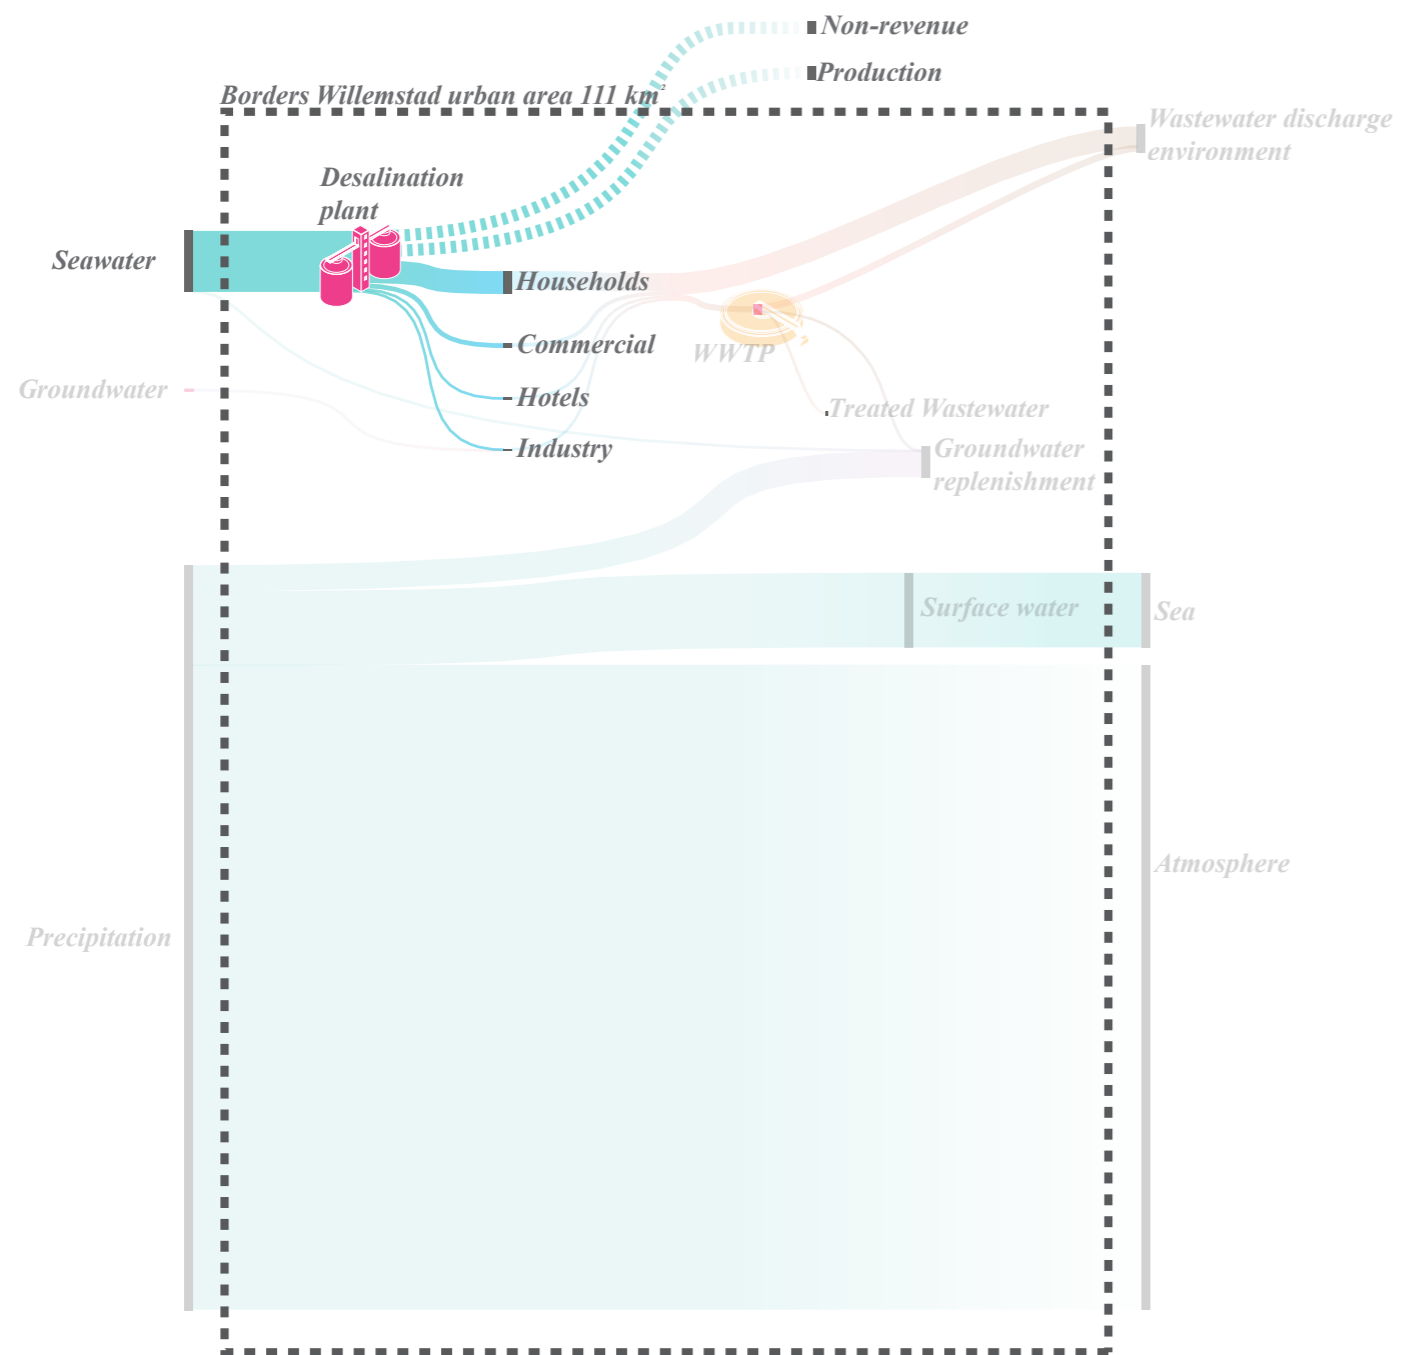 Non-revenue
Production
Borders Willemstad urban area 111 km²
Wastewater discharge
environment
Desalination
plant
Seawater
Households
Commercial
WWTP
Groundwater
Hotels
Treated Wastewater
Industry
Groundwater
replenishment
Surface water
Sea
Atmosphere
Precipitation